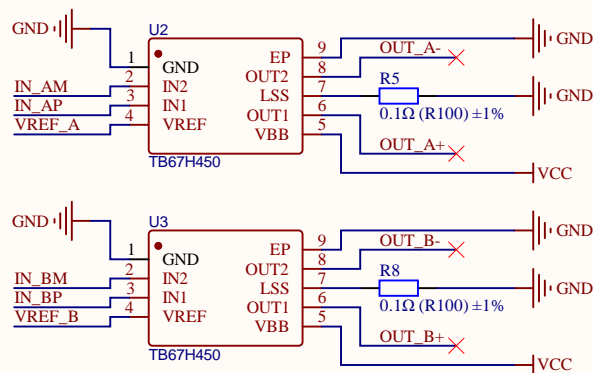 U2
GND
1 GND
IN_AM 2 IN2
IN_AP 3 IN1
VREF_A 4 VREF
EP 9 GND
OUT2 8 OUT_A-
LSS 7 R5 GND
0.1Ω (R100) ±1%
OUT1 6 OUT_A+
VBB 5 VCC
TB67H450
U3
GND
1 GND
IN_BM 2 IN2
IN_BP 3 IN1
VREF_B 4 VREF
EP 9 GND
OUT2 8 OUT_B-
LSS 7 R8 GND
0.1Ω (R100) ±1%
OUT1 6 OUT_B+
VBB 5 VCC
TB67H450